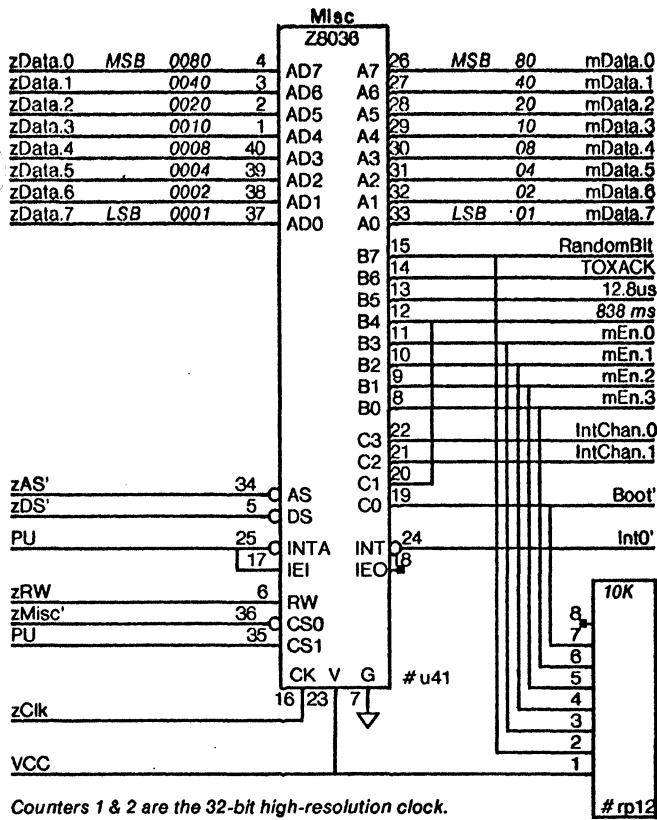 Misc
Z8036
zData.0 MSB 0080 4 AD7 A7 26 MSB 80 mData.0
zData.1 0040 3 AD6 A6 27 40 mData.1
zData.2 0020 2 AD5 A5 28 20 mData.2
zData.3 0010 1 AD4 A4 29 10 mData.3
zData.4 0008 40 AD3 A3 30 08 mData.4
zData.5 0004 39 AD2 A2 31 04 mData.5
zData.6 0002 38 AD1 A1 32 02 mData.6
zData.7 LSB 0001 37 AD0 A0 33 LSB 01 mData.7
B7 15 RandomBit
B6 14 TOXACK
B5 13 12.8us
B4 12 838 ms
B3 11 mEn.0
B2 10 mEn.1
B1 9 mEn.2
B0 8 mEn.3
C3 22 IntChan.0
C2 21 IntChan.1
C1 20
zAS' 34 AS C0 19 Boot'
zDS' 5 DS
PU 25 INTA INT 24 Int0'
17 IEI IEO 18
zRW 6 RW
zMisc' 36 CS0
PU 35 CS1
10K
8
7
6
5
4
3
2
1
CK V G # u41
16 23 7
zClk
VCC
Counters 1 & 2 are the 32-bit high-resolution clock.
# rp12